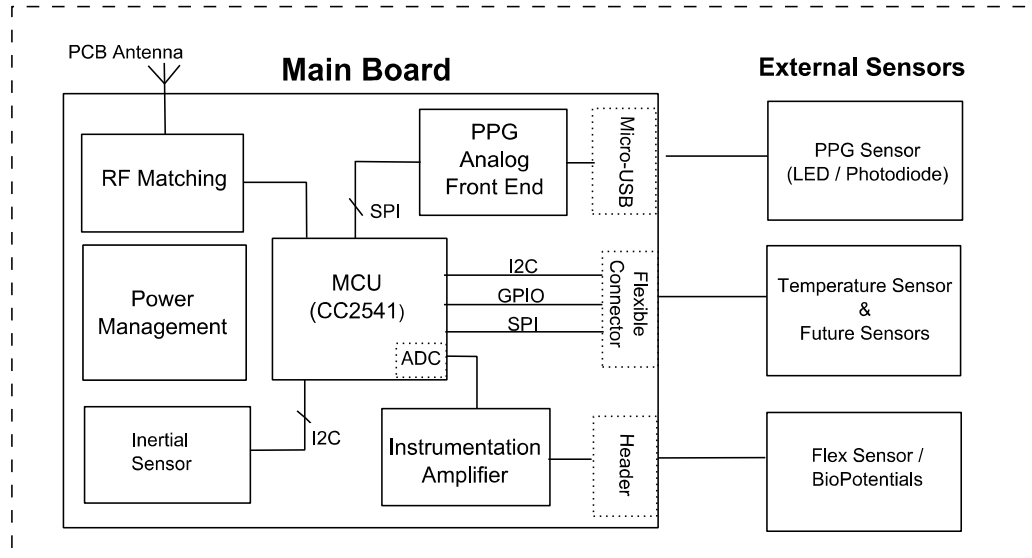 PCB Antenna
Main Board
External Sensors
RF Matching
PPG
Analog
Front End
Micro-USB
PPG Sensor
(LED / Photodiode)
SPI
MCU
(CC2541)
I2C
GPIO
SPI
ADC
Flexible
Connector
Temperature Sensor
&
Future Sensors
Power
Management
Inertial
Sensor
I2C
Instrumentation
Amplifier
Header
Flex Sensor /
BioPotentials